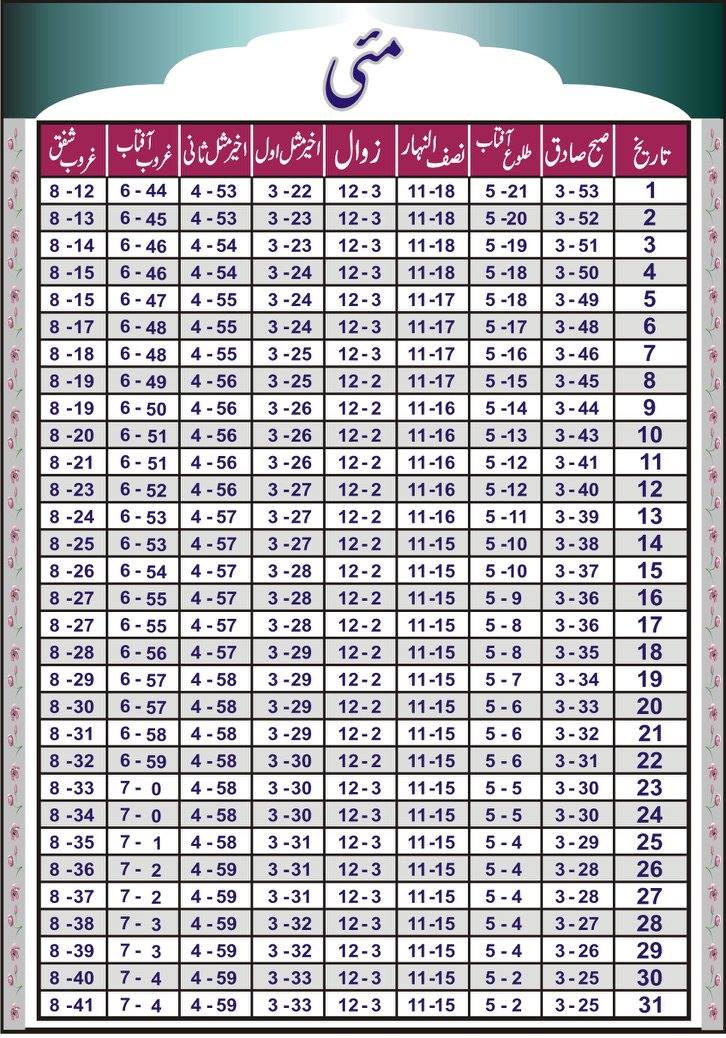 مئی
تاریخ صبح صادق طلوع آفتاب نصف النہار زوال اخیر مثل اول اخیر مثل ثانی غروب آفتاب غروب شفق
1 3-53 5-21 11-18 12-3 3-22 4-53 6-44 8-12
2 3-52 5-20 11-18 12-3 3-23 4-53 6-45 8-13
3 3-51 5-19 11-18 12-3 3-23 4-54 6-46 8-14
4 3-50 5-18 11-18 12-3 3-24 4-54 6-46 8-15
5 3-49 5-18 11-17 12-3 3-24 4-55 6-47 8-15
6 3-48 5-17 11-17 12-3 3-24 4-55 6-48 8-17
7 3-46 5-16 11-17 12-3 3-25 4-55 6-48 8-18
8 3-45 5-15 11-17 12-2 3-25 4-56 6-49 8-19
9 3-44 5-14 11-16 12-2 3-26 4-56 6-50 8-19
10 3-43 5-13 11-16 12-2 3-26 4-56 6-51 8-20
11 3-41 5-12 11-16 12-2 3-26 4-56 6-51 8-21
12 3-40 5-12 11-16 12-2 3-27 4-56 6-52 8-23
13 3-39 5-11 11-16 12-2 3-27 4-57 6-53 8-24
14 3-38 5-10 11-15 12-2 3-27 4-57 6-53 8-25
15 3-37 5-10 11-15 12-2 3-28 4-57 6-54 8-26
16 3-36 5-9 11-15 12-2 3-28 4-57 6-55 8-27
17 3-36 5-8 11-15 12-2 3-28 4-57 6-55 8-27
18 3-35 5-8 11-15 12-2 3-29 4-57 6-56 8-28
19 3-34 5-7 11-15 12-2 3-29 4-58 6-57 8-29
20 3-33 5-6 11-15 12-2 3-29 4-58 6-57 8-30
21 3-32 5-6 11-15 12-2 3-29 4-58 6-58 8-31
22 3-31 5-6 11-15 12-2 3-30 4-58 6-59 8-32
23 3-30 5-5 11-15 12-3 3-30 4-58 7-0 8-33
24 3-30 5-5 11-15 12-3 3-30 4-58 7-0 8-34
25 3-29 5-4 11-15 12-3 3-31 4-58 7-1 8-35
26 3-28 5-4 11-15 12-3 3-31 4-59 7-2 8-36
27 3-28 5-4 11-15 12-3 3-31 4-59 7-2 8-37
28 3-27 5-4 11-15 12-3 3-32 4-59 7-3 8-38
29 3-26 5-4 11-15 12-3 3-32 4-59 7-3 8-39
30 3-25 5-2 11-15 12-3 3-33 4-59 7-4 8-40
31 3-25 5-2 11-15 12-3 3-33 4-59 7-4 8-41